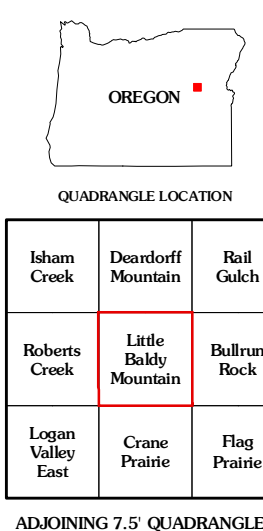 OREGON
QUADRANGLE LOCATION
Isham
Creek
Deardorff
Mountain
Rail
Gulch
Roberts
Creek
Little
Baldy
Mountain
Bullrun
Rock
Logan
Valley
East
Crane
Prairie
Flag
Prairie
ADJOINING 7.5' QUADRANGLE